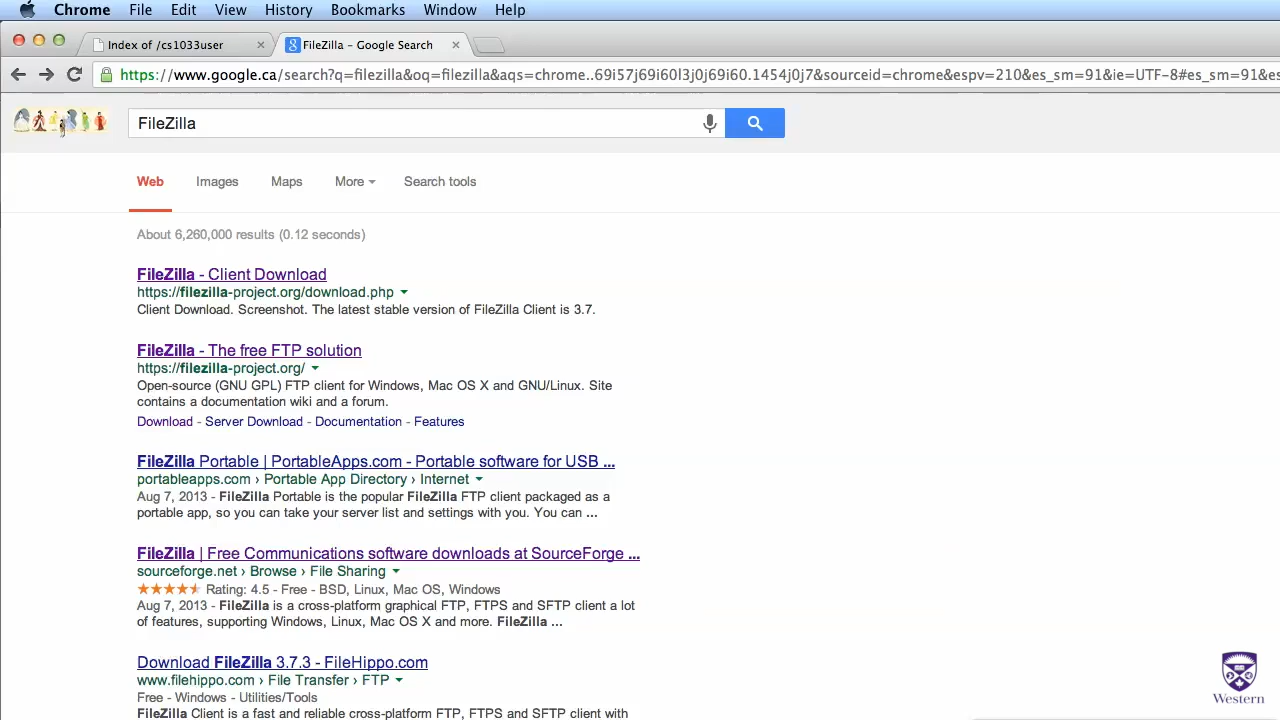 Chrome File Edit View History Bookmarks Window Help
Index of /cs1033user
FileZilla - Google Search
https://www.google.ca/search?q=filezilla&oq=filezilla&aqs=chrome..69i57j69i60l3j0j69i60.1454j0j7&sourceid=chrome&espv=210&es_sm=91&ie=UTF-8#es_sm=91&es
FileZilla
Web Images Maps More Search tools
About 6,260,000 results (0.12 seconds)
FileZilla - Client Download
https://filezilla-project.org/download.php
Client Download. Screenshot. The latest stable version of FileZilla Client is 3.7.
FileZilla - The free FTP solution
https://filezilla-project.org/
Open-source (GNU GPL) FTP client for Windows, Mac OS X and GNU/Linux. Site
contains a documentation wiki and a forum.
Download - Server Download - Documentation - Features
FileZilla Portable | PortableApps.com - Portable software for USB ...
portableapps.com › Portable App Directory › Internet
Aug 7, 2013 - FileZilla Portable is the popular FileZilla FTP client packaged as a
portable app, so you can take your server list and settings with you. You can ...
FileZilla | Free Communications software downloads at SourceForge ...
sourceforge.net › Browse › File Sharing
Rating: 4.5 - Free - BSD, Linux, Mac OS, Windows
Aug 7, 2013 - FileZilla is a cross-platform graphical FTP, FTPS and SFTP client a lot
of features, supporting Windows, Linux, Mac OS X and more. FileZilla ...
Download FileZilla 3.7.3 - FileHippo.com
www.filehippo.com › File Transfer › FTP
Free - Windows - Utilities/Tools
FileZilla Client is a fast and reliable cross-platform FTP, FTPS and SFTP client with
Western